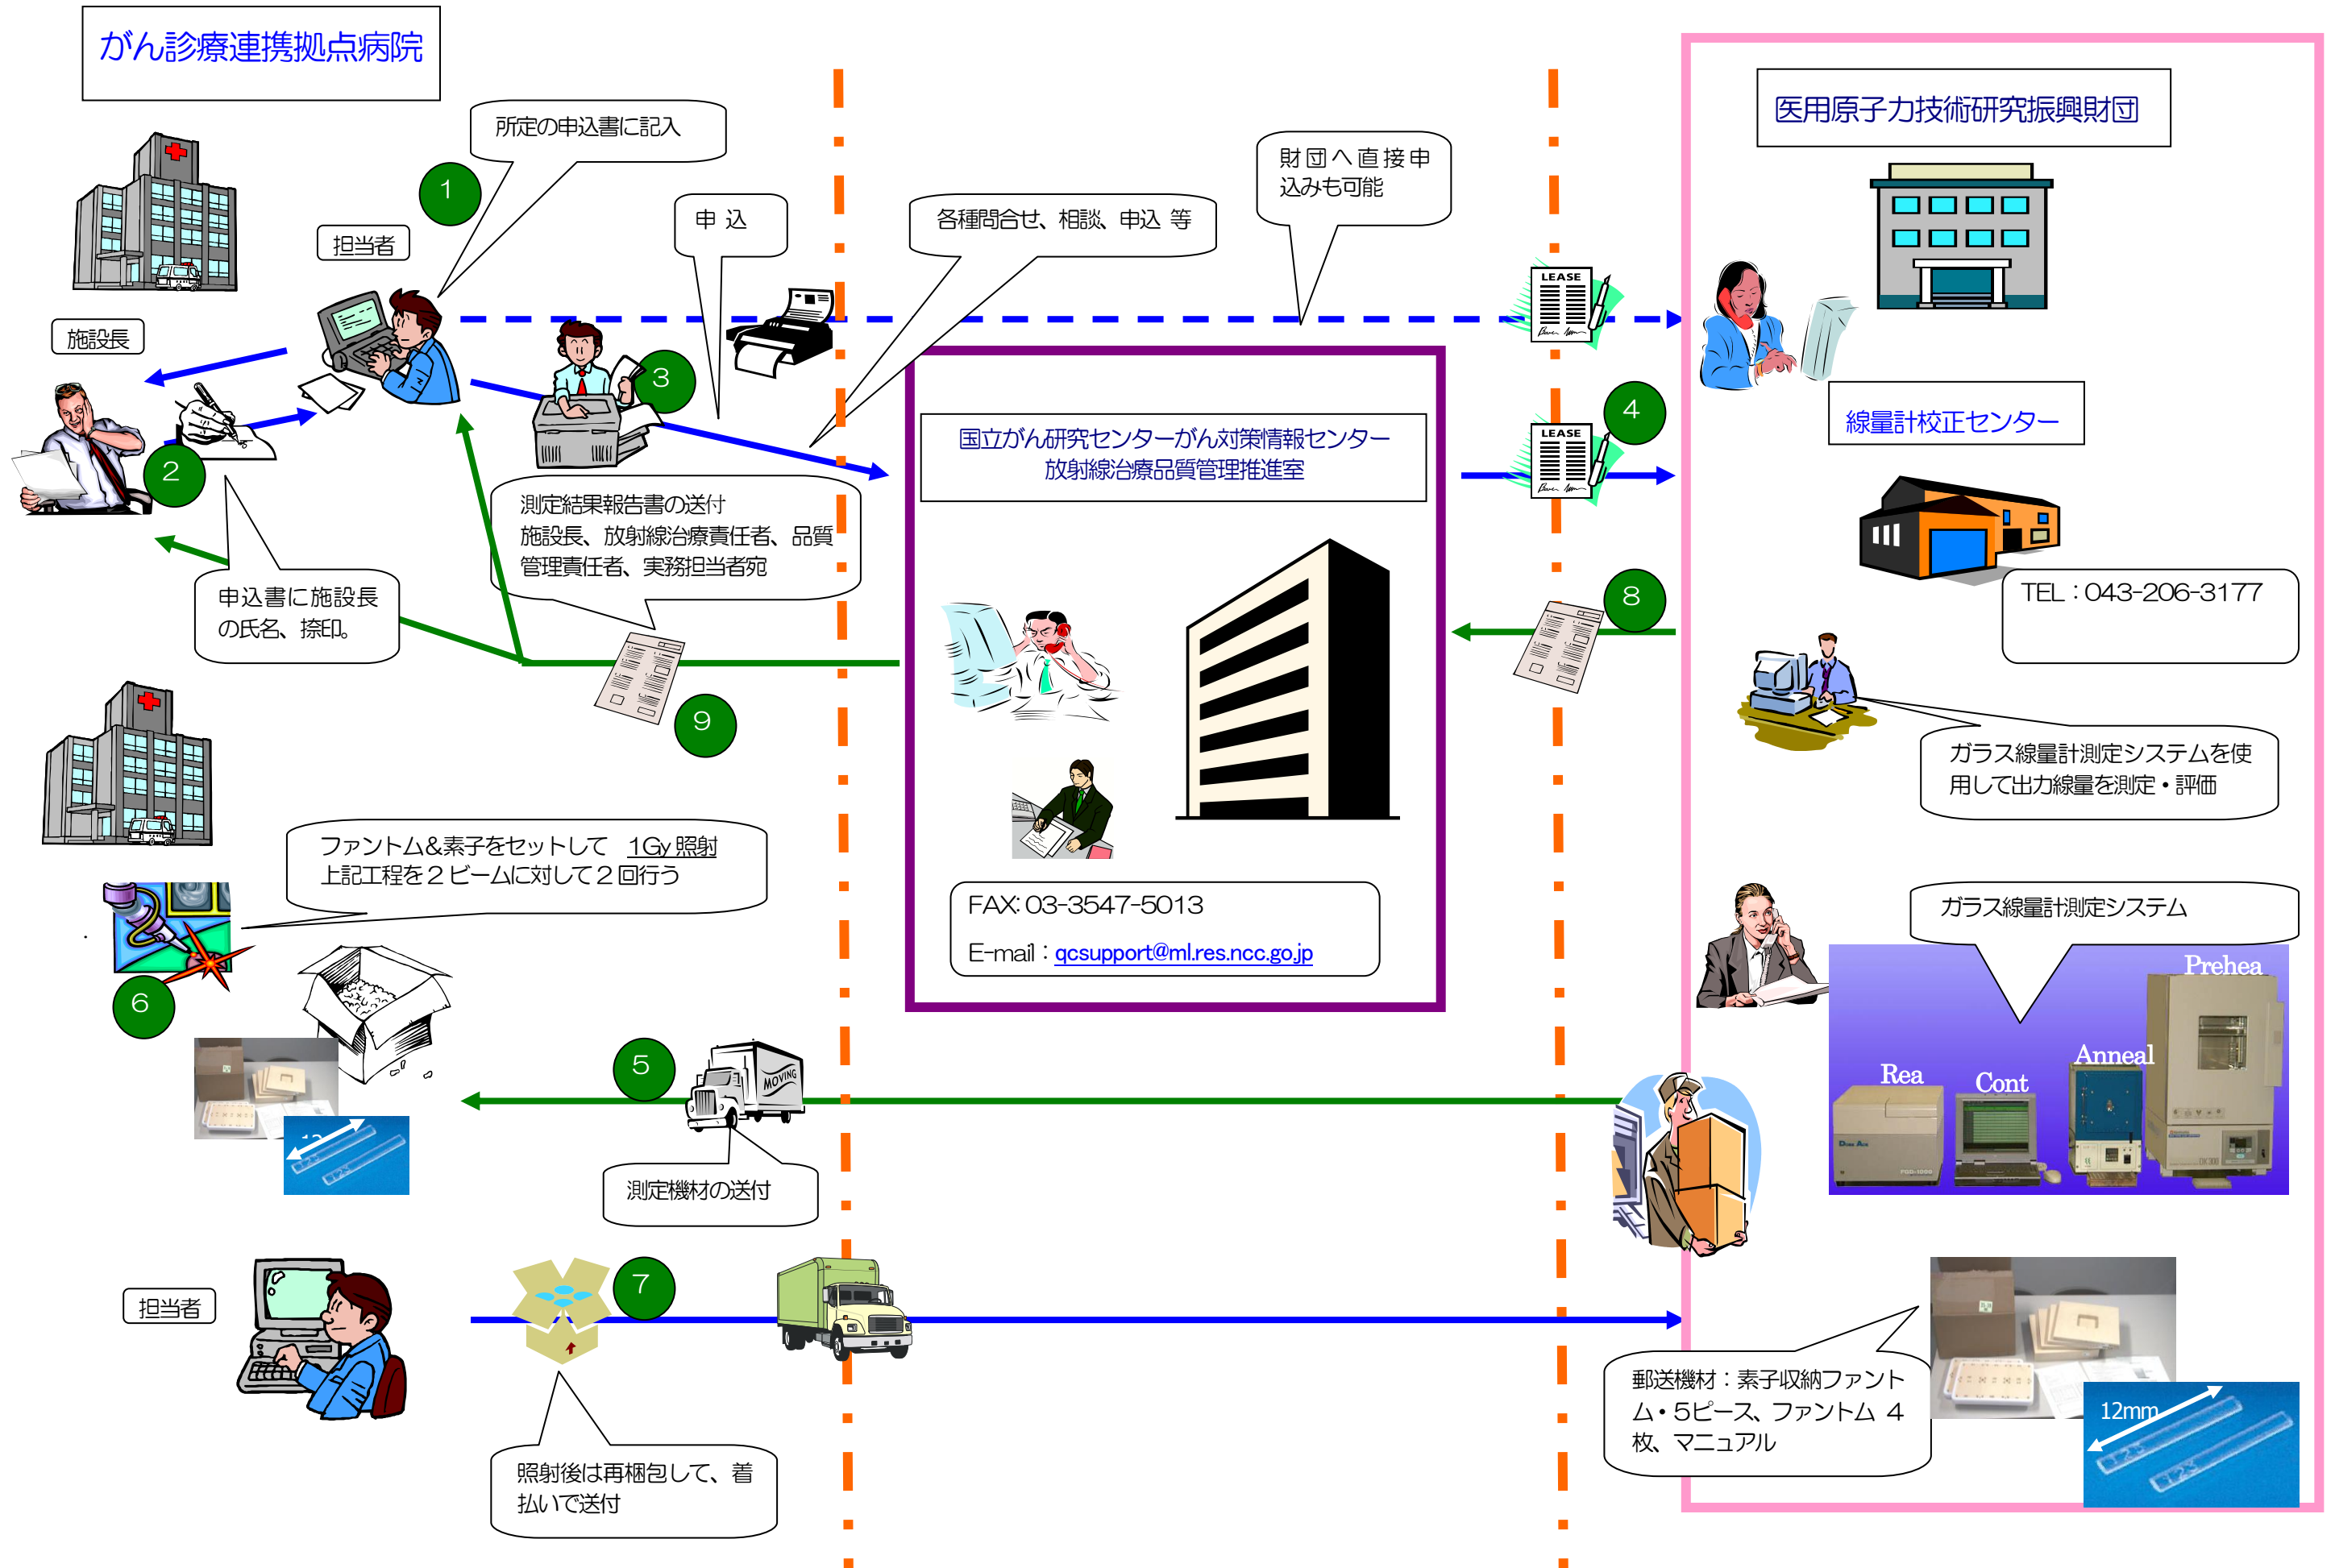 がん診療連携拠点病院
医用原子力技術研究振興財団
所定の申込書に記入
1
財団へ直接申
込みも可能
申 込
各種問合せ、相談、申込 等
担当者
LEASE
施設長
3
4
線量計校正センター
LEASE
国立がん研究センターがん対策情報センター
放射線治療品質管理推進室
2
測定結果報告書の送付
施設長、放射線治療責任者、品質
管理責任者、実務担当者宛
申込書に施設長
の氏名、捺印。
8
TEL：043-206-3177
9
ガラス線量計測定システムを使
用して出力線量を測定・評価
ファントム&素子をセットして 1Gy照射
上記工程を2ビームに対して2回行う
FAX:03-3547-5013
E-mail：qcsupport@ml.res.ncc.go.jp
ガラス線量計測定システム
6
Prehea
Anneal
Rea
Cont
5
MOVING
測定機材の送付
7
担当者
郵送機材：素子収納ファント
ム・5ピース、ファントム 4
枚、マニュアル
12mm
照射後は再梱包して、着
払いで送付